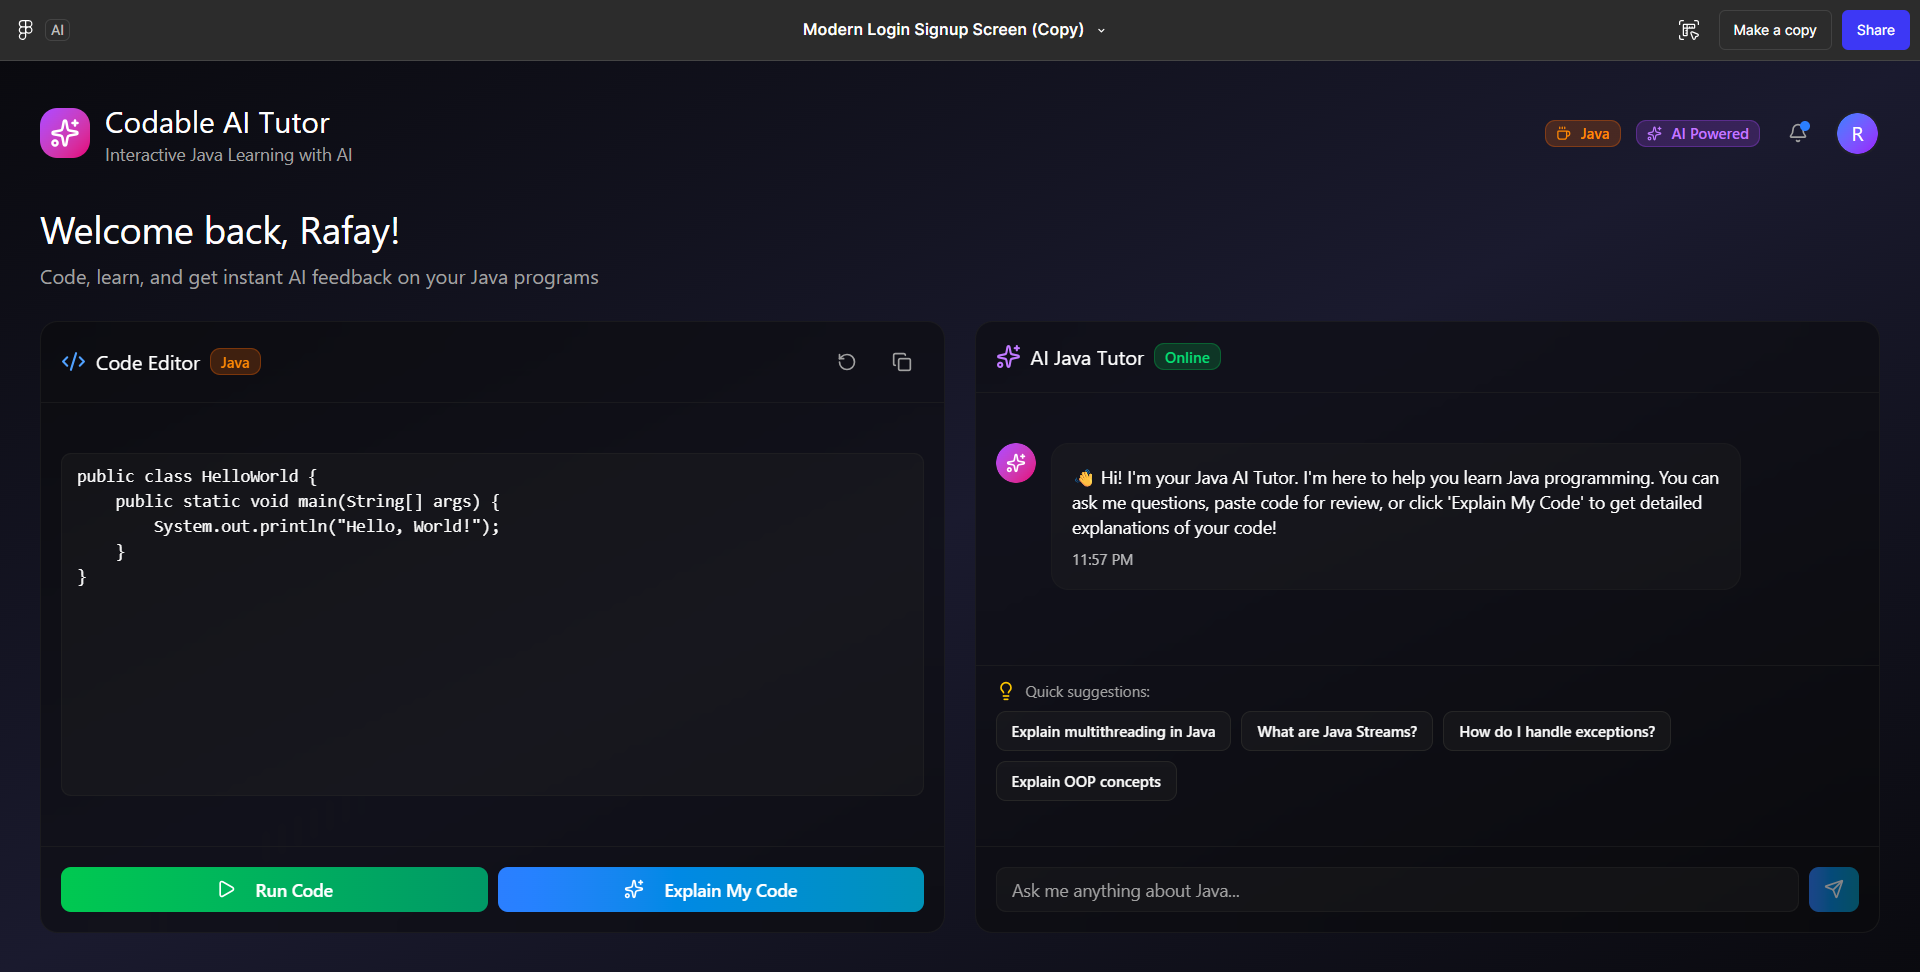 AI
Modern Login Signup Screen (Copy)
Make a copy
Share
Codable AI Tutor
Interactive Java Learning with AI
Java
AI Powered
R
Welcome back, Rafay!
Code, learn, and get instant AI feedback on your Java programs
Code Editor
Java
public class HelloWorld {
    public static void main(String[] args) {
        System.out.println("Hello, World!");
    }
}
Run Code
Explain My Code
AI Java Tutor
Online
👋 Hi! I'm your Java AI Tutor. I'm here to help you learn Java programming. You can
ask me questions, paste code for review, or click 'Explain My Code' to get detailed
explanations of your code!
11:57 PM
Quick suggestions:
Explain multithreading in Java
What are Java Streams?
How do I handle exceptions?
Explain OOP concepts
Ask me anything about Java...